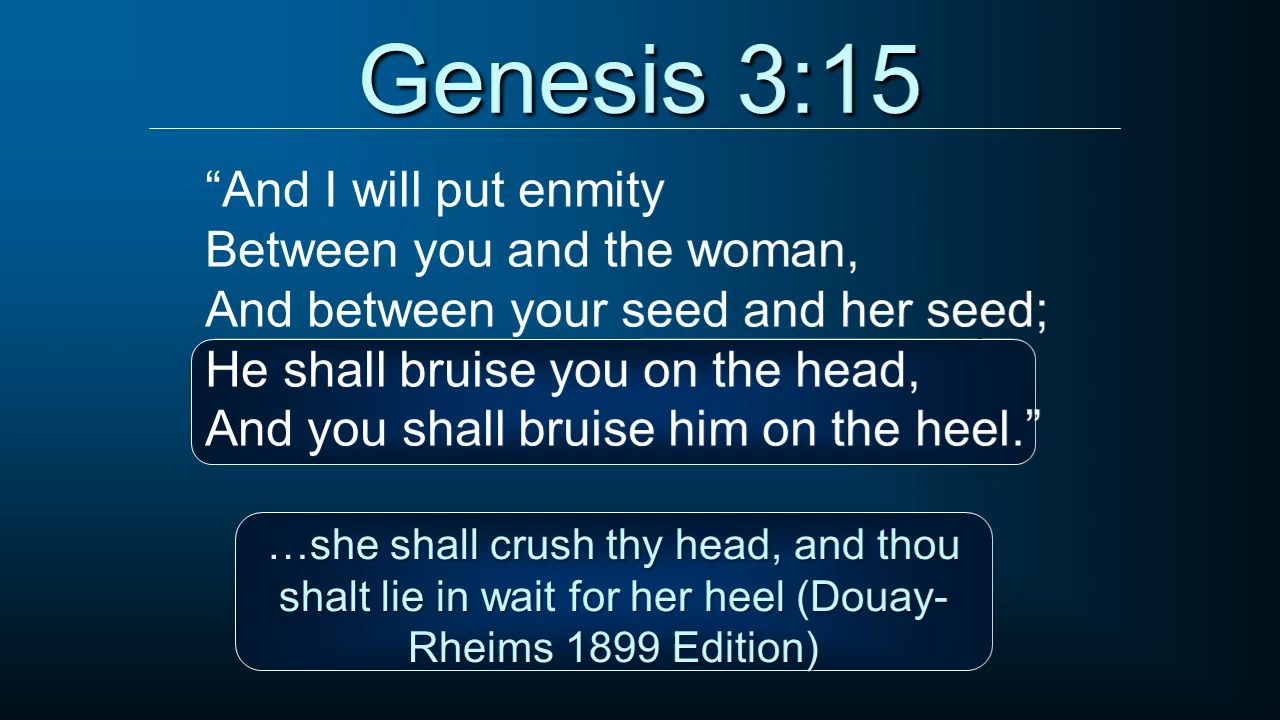 Genesis 3:15
“And I will put enmity
Between you and the woman,
And between your seed and her seed;
He shall bruise you on the head,
And you shall bruise him on the heel.”
…she shall crush thy head, and thou
shalt lie in wait for her heel (Douay-
Rheims 1899 Edition)